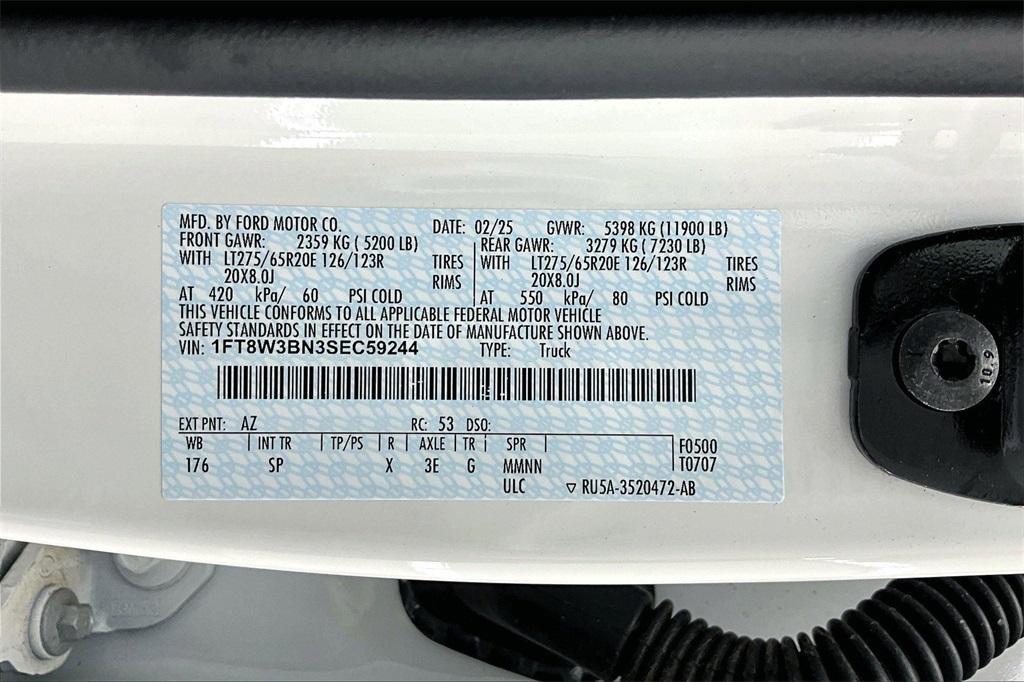 MFD. BY FORD MOTOR CO. DATE: 02/25 GVWR: 5398 KG (11900 LB)
FRONT GAWR: 2359 KG ( 5200 LB) REAR GAWR: 3279 KG ( 7230 LB)
WITH LT275/65R20E 126/123R TIRES WITH LT275/65R20E 126/123R TIRES
20X8.0J RIMS 20X8.0J RIMS
AT 420 kPa/ 60 PSI COLD AT 550 kPa/ 80 PSI COLD
THIS VEHICLE CONFORMS TO ALL APPLICABLE FEDERAL MOTOR VEHICLE
SAFETY STANDARDS IN EFFECT ON THE DATE OF MANUFACTURE SHOWN ABOVE.
VIN: 1FT8W3BN3SEC59244 TYPE: Truck
EXT PNT: AZ RC: 53 DSO:
WB INT TR TP/PS R AXLE TR SPR F0500
176 SP X 3E G MMNN T0707
ULC ▽ RU5A-3520472-AB
10.9